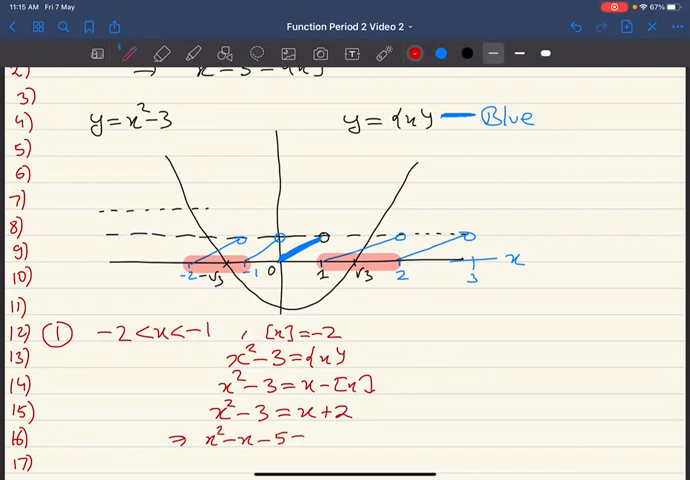 11:15 AM Fri 7 May
67%
Function Period 2 Video 2
2) ⇒ x-3-{x}
3)
4) y=x²-3 y={x} Blue
5)
6)
7)
8)
9) x
10) -2 -√3 -1 0 1 √3 2 3
11)
12) ① -2<x<-1 , [x]=-2
13) x²-3={x}
14) x²-3=x-[x]
15) x²-3=x+2
16) ⇒ x²-x-5=
17)